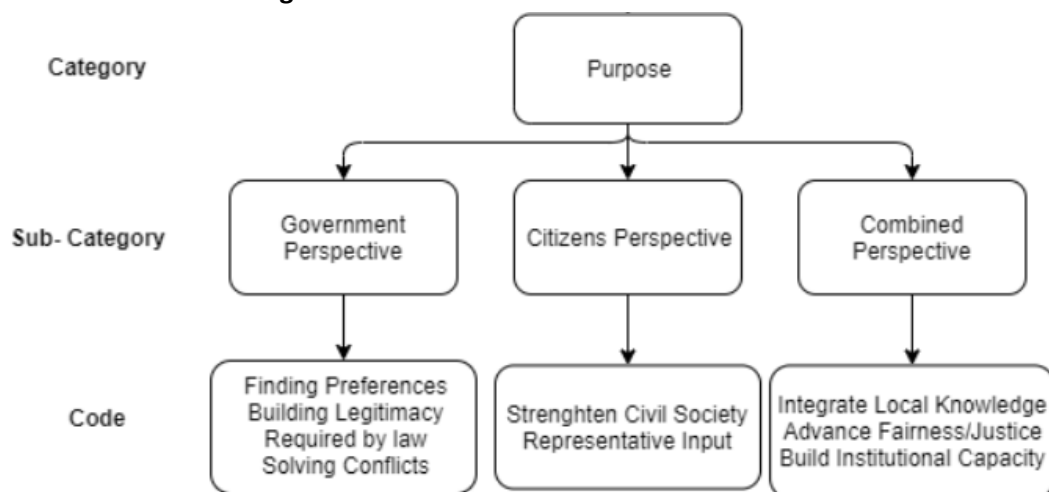 Category
Purpose
Sub- Category
Government
Perspective
Citizens Perspective
Combined
Perspective
Code
Finding Preferences
Building Legitimacy
Required by law
Solving Conflicts
Strenghten Civil Society
Representative Input
Integrate Local Knowledge
Advance Fairness/Justice
Build Institutional Capacity